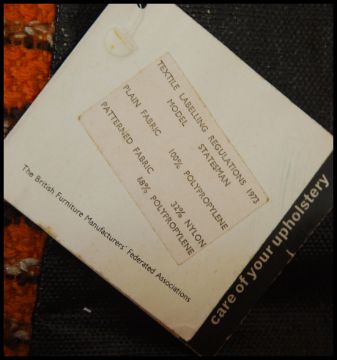 TEXTILE LABELLING REGULATIONS 1973
MODEL STATESMAN
PLAIN FABRIC 100% POLYPROPYLENE
PATTERNED FABRIC 32% NYLON
68% POLYPROPYLENE
The British Furniture Manufacturers' Federated Associations
care of your upholstery